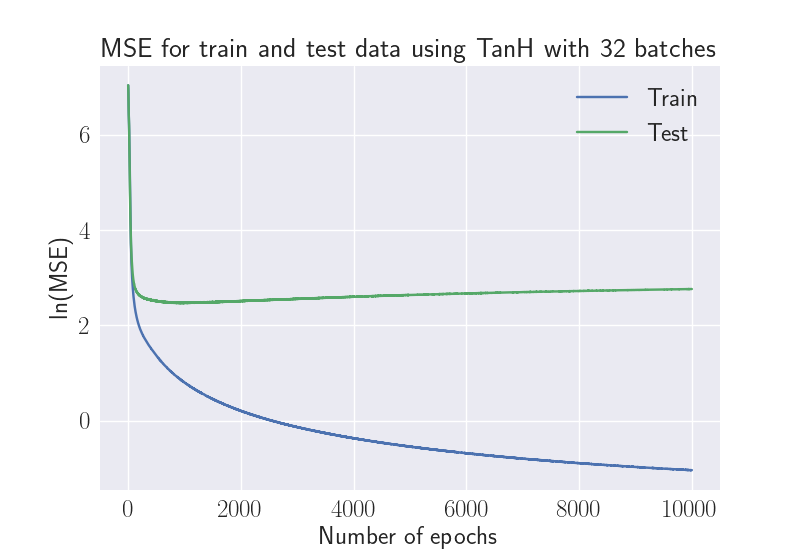 MSE for train and test data using TanH with 32 batches
Train
Test
6
4
2
0
ln(MSE)
0 2000 4000 6000 8000 10000
Number of epochs